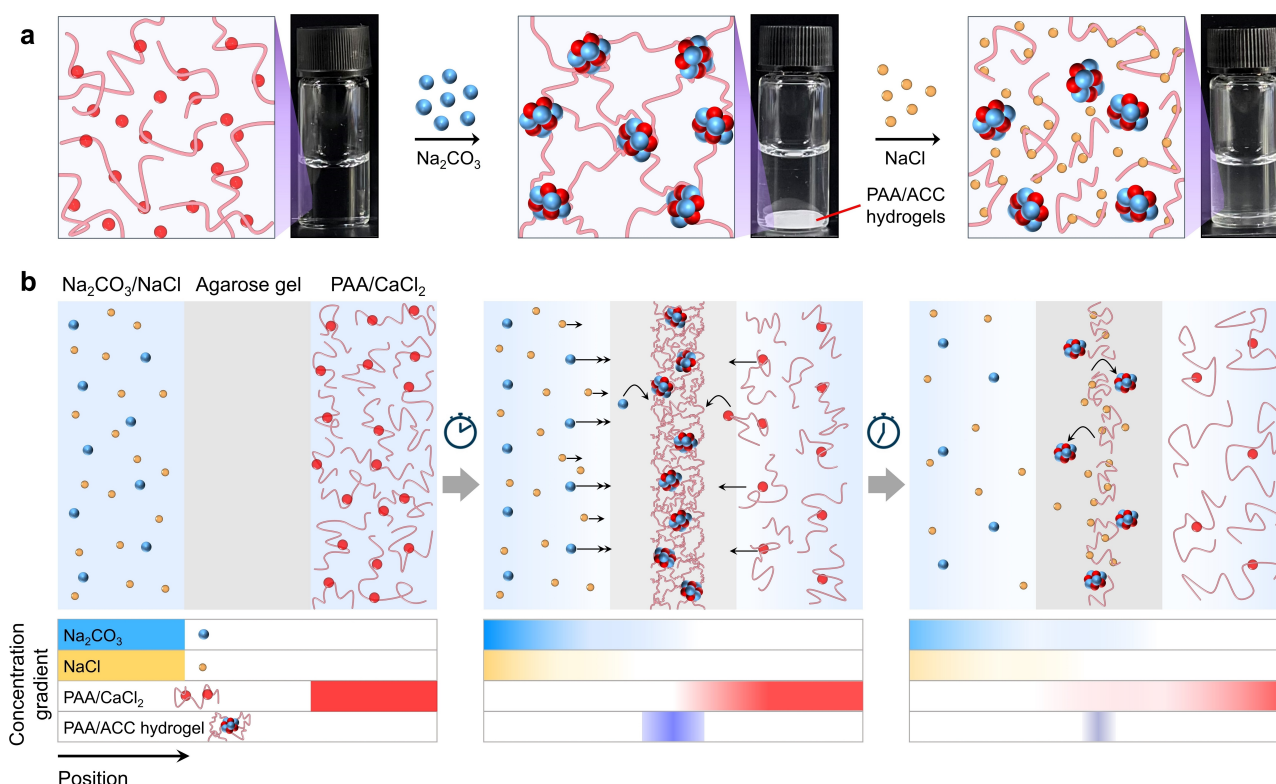 a
Na₂CO₃
PAA/ACC
hydrogels
NaCl
b
Na₂CO₃/NaCl
Agarose gel
PAA/CaCl₂
Concentration
gradient
Na₂CO₃
NaCl
PAA/CaCl₂
PAA/ACC hydrogel
Position